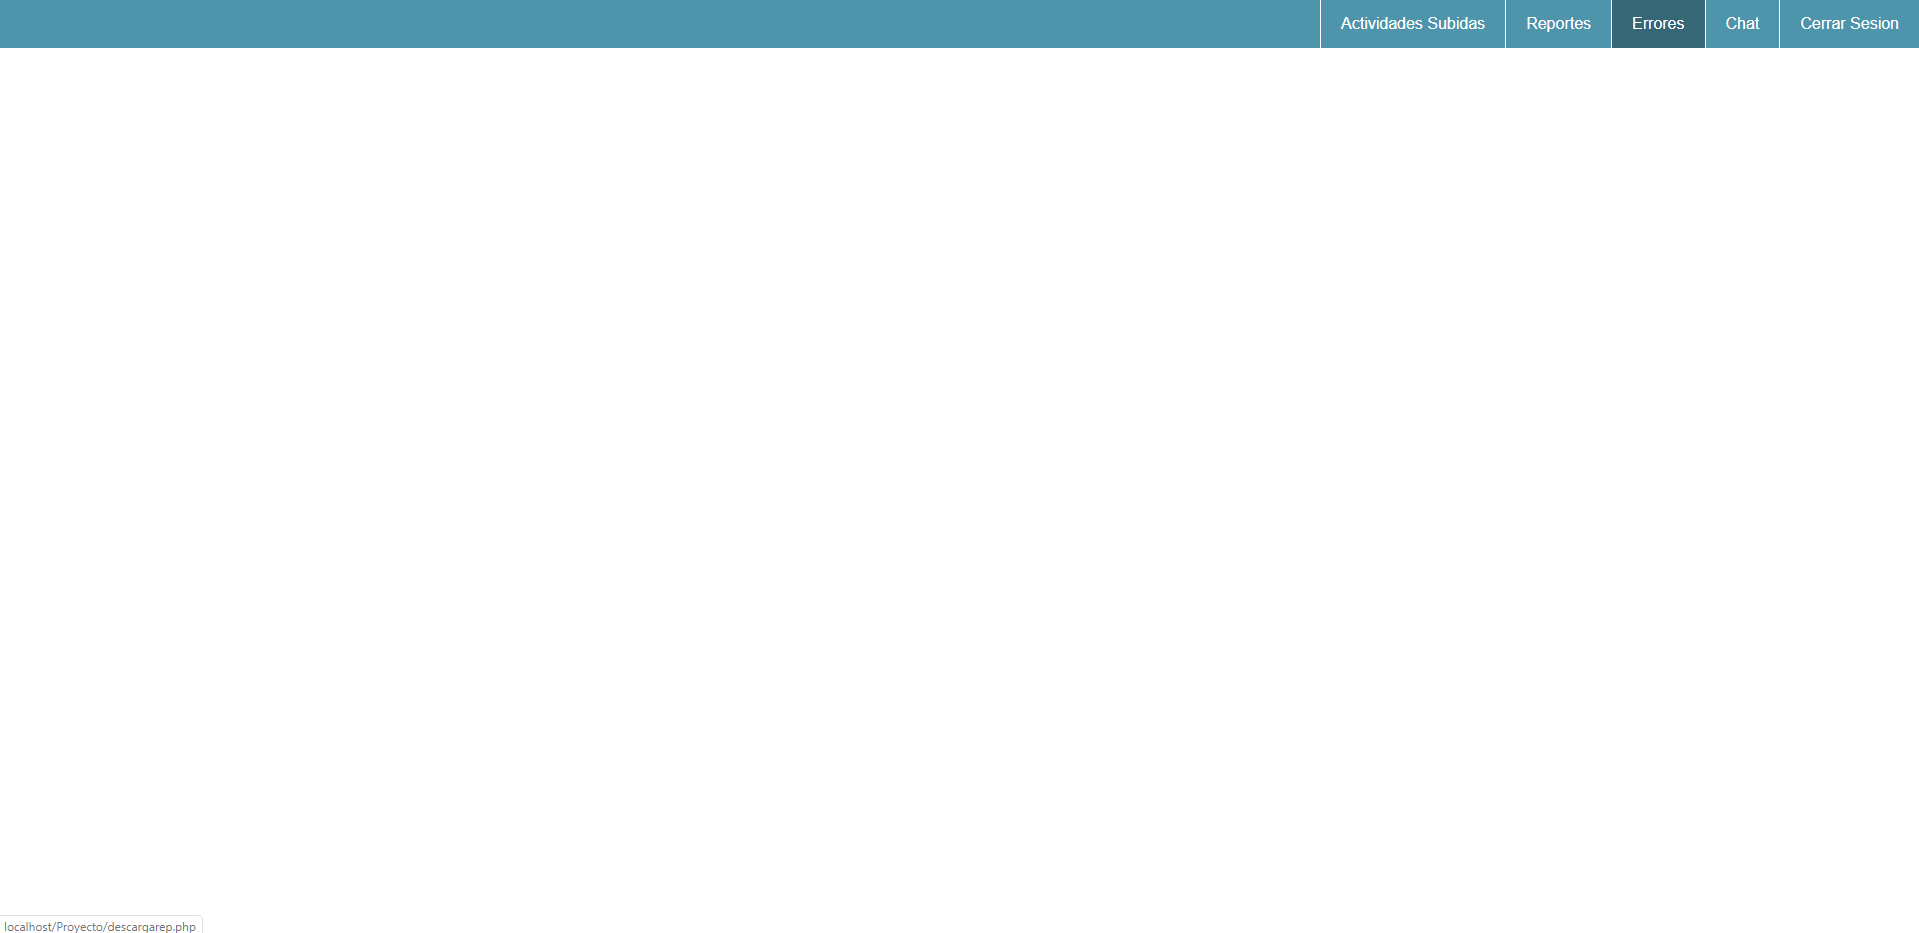 Actividades Subidas Reportes Errores Chat Cerrar Sesion
localhost/Proyecto/descargarep.php